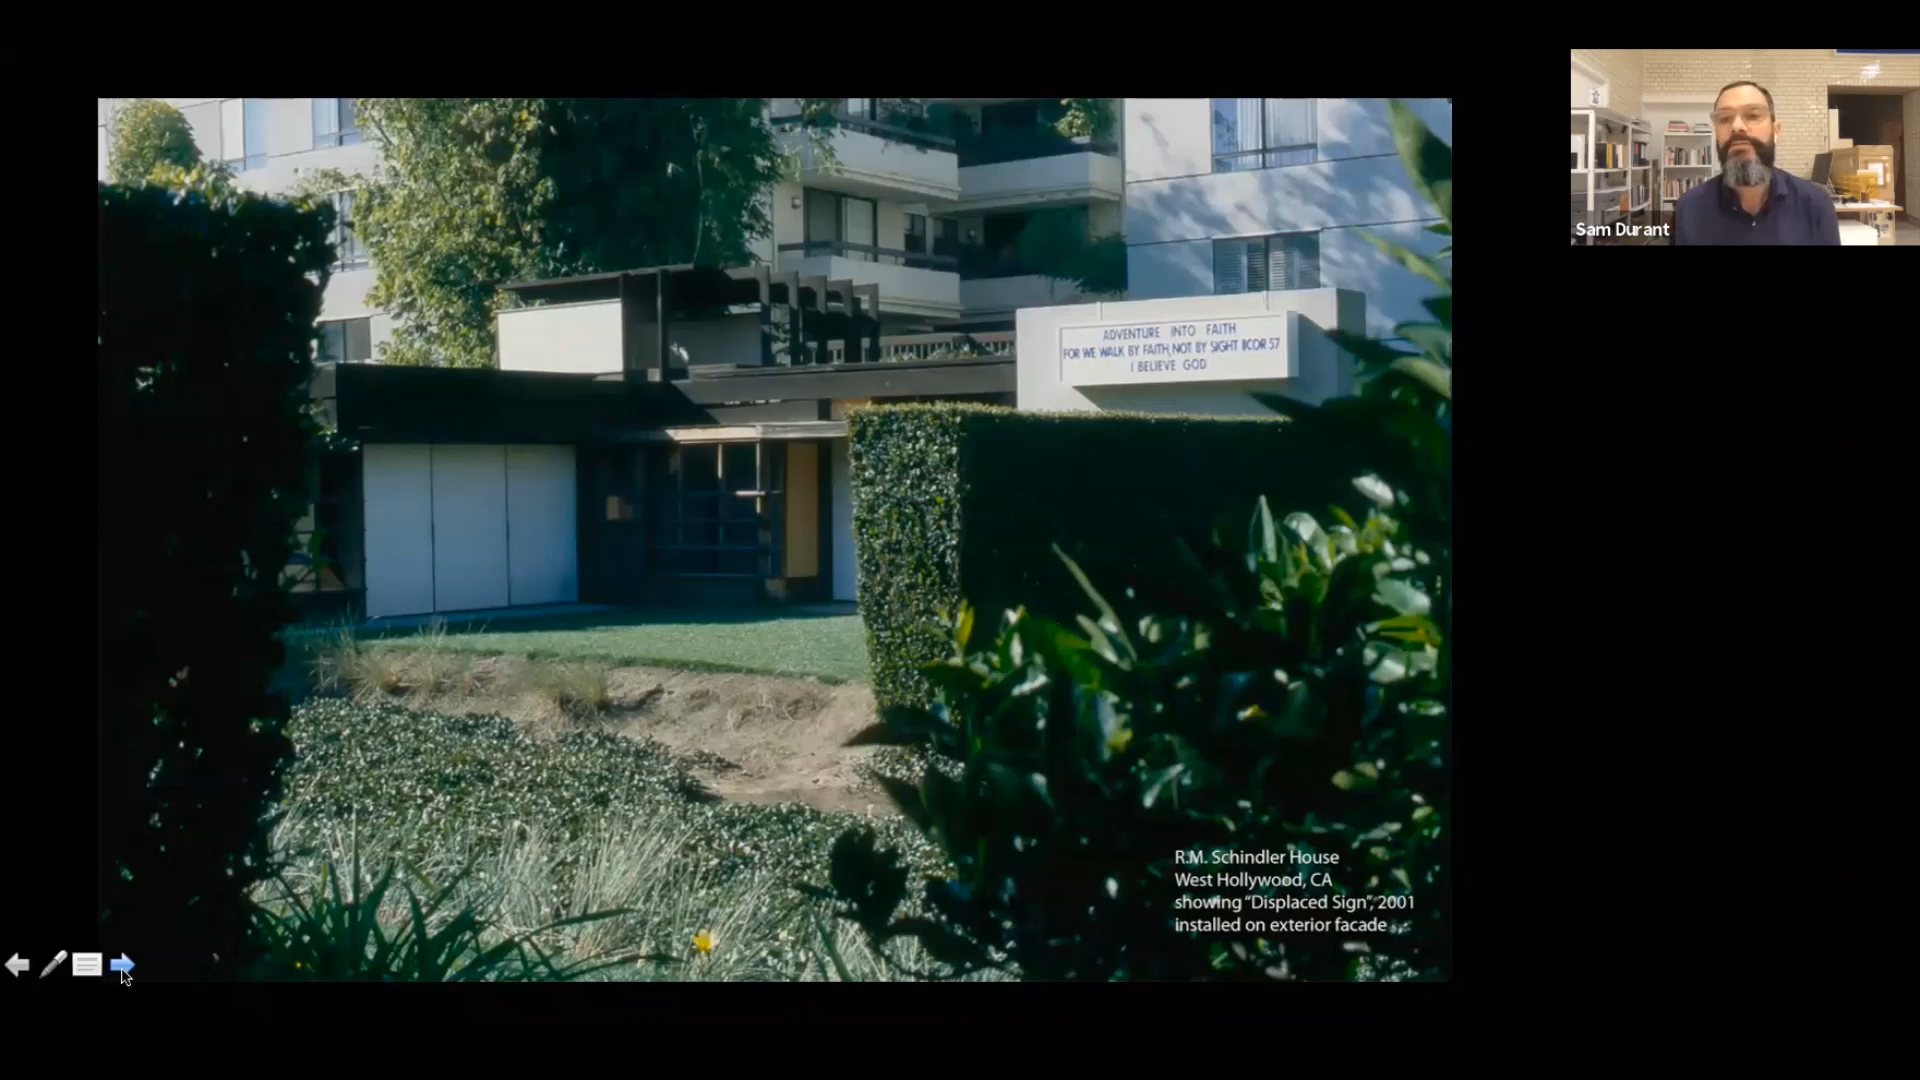 Sam Durant
ADVENTURE INTO FAITH
FOR WE WALK BY FAITH, NOT BY SIGHT IICOR 57
I BELIEVE GOD
R.M. Schindler House
West Hollywood, CA
showing “Displaced Sign”, 2001
installed on exterior facade